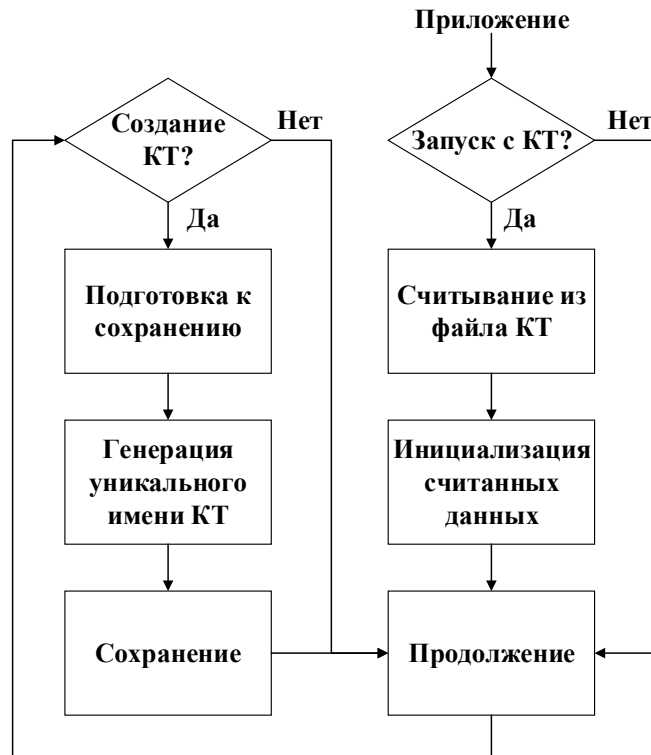 Приложение
Создание
КТ?
Нет
Запуск с КТ?
Нет
Да
Да
Подготовка к
сохранению
Считывание из
файла КТ
Генерация
уникального
имени КТ
Инициализация
считанных
данных
Сохранение
Продолжение